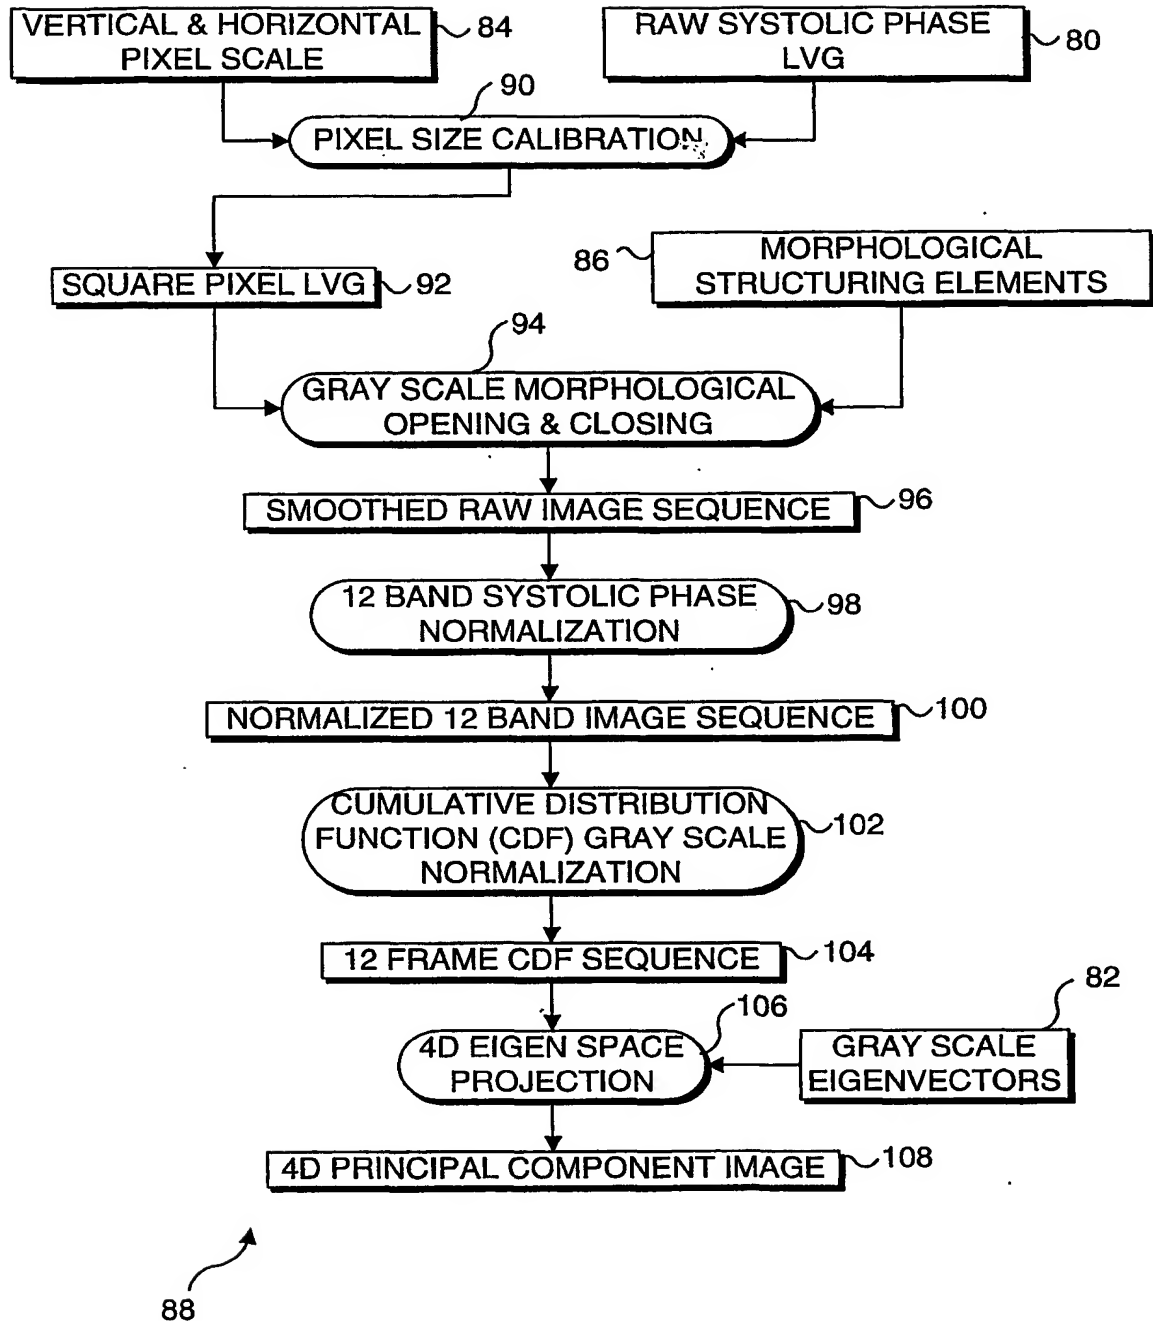 VERTICAL & HORIZONTAL
PIXEL SCALE
84
RAW SYSTOLIC PHASE
LVG
80
90
PIXEL SIZE CALIBRATION
SQUARE PIXEL LVG
92
86
MORPHOLOGICAL
STRUCTURING ELEMENTS
94
GRAY SCALE MORPHOLOGICAL
OPENING & CLOSING
SMOOTHED RAW IMAGE SEQUENCE
96
12 BAND SYSTOLIC PHASE
NORMALIZATION
98
NORMALIZED 12 BAND IMAGE SEQUENCE
100
CUMULATIVE DISTRIBUTION
FUNCTION (CDF) GRAY SCALE
NORMALIZATION
102
12 FRAME CDF SEQUENCE
104
106
4D EIGEN SPACE
PROJECTION
82
GRAY SCALE
EIGENVECTORS
4D PRINCIPAL COMPONENT IMAGE
108
88